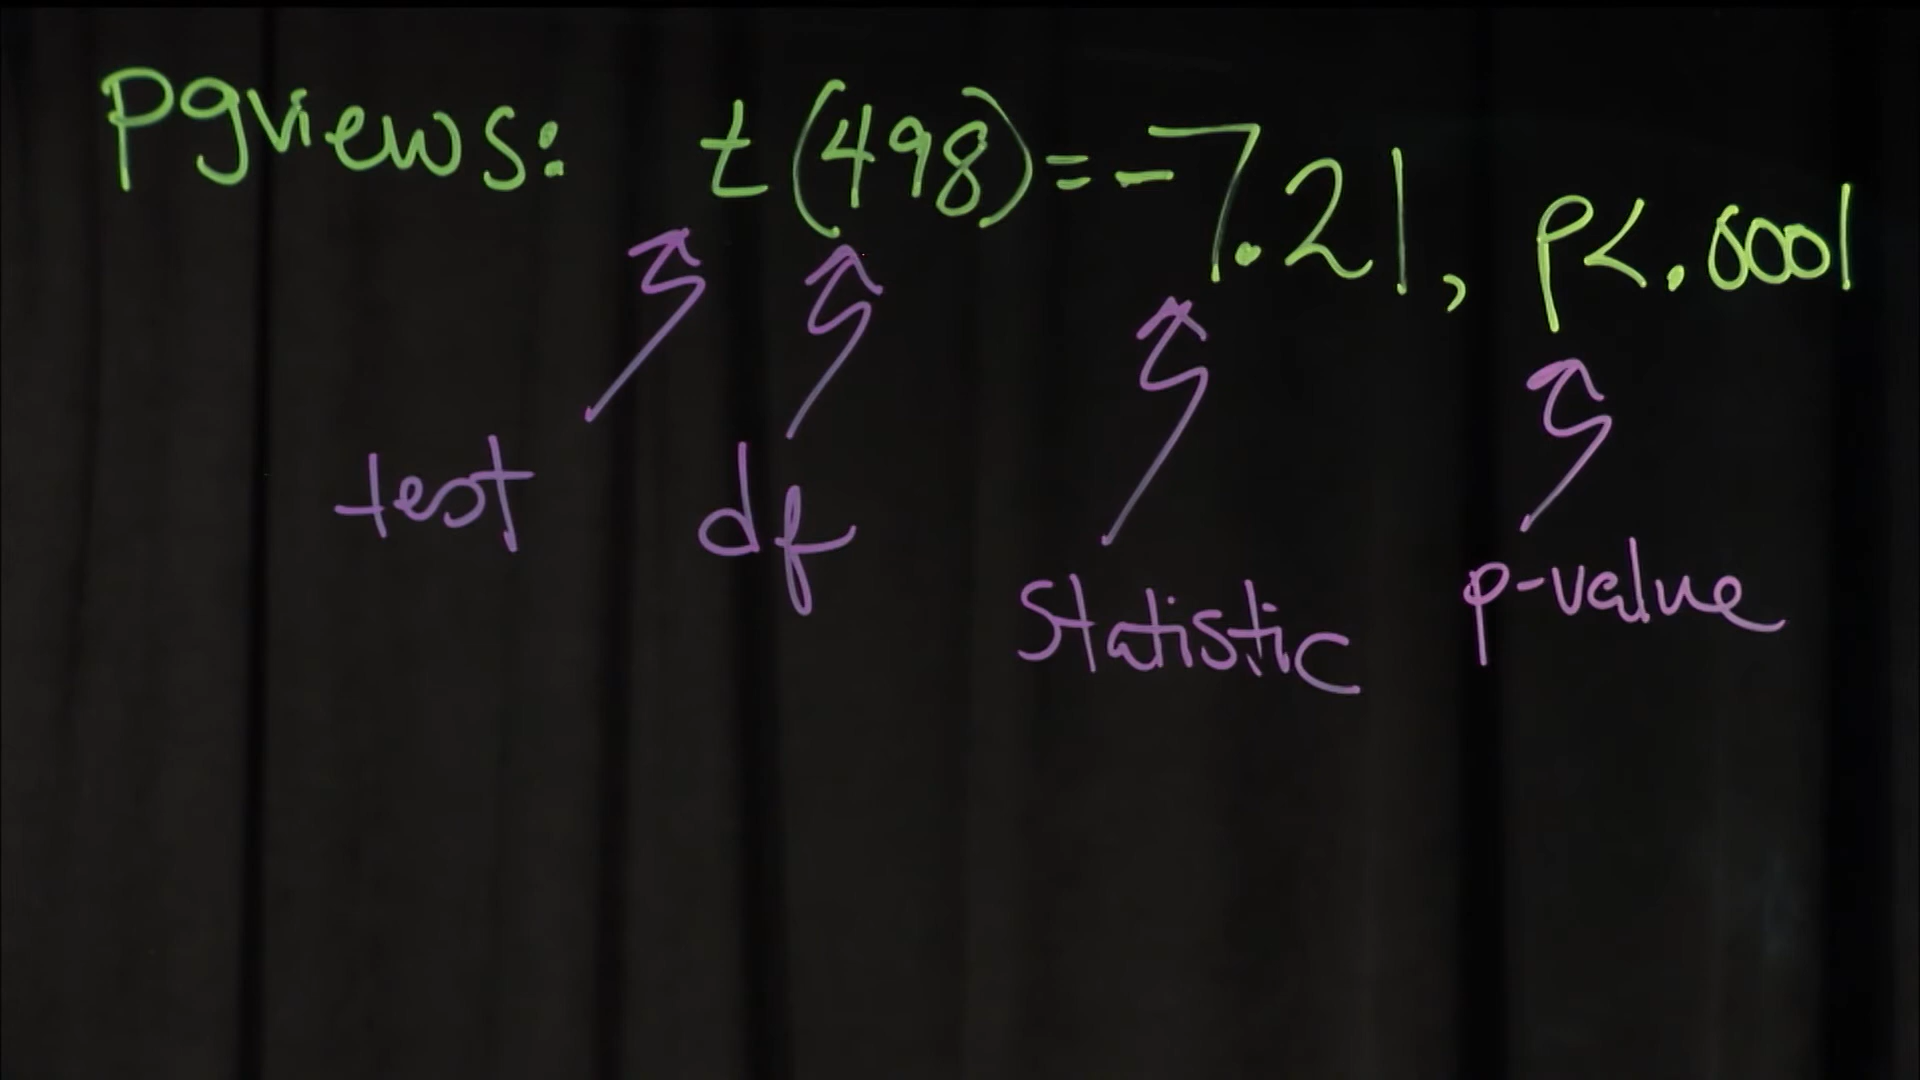 pgviews: t(498)=-7.21, p<.0001
test df statistic p-value